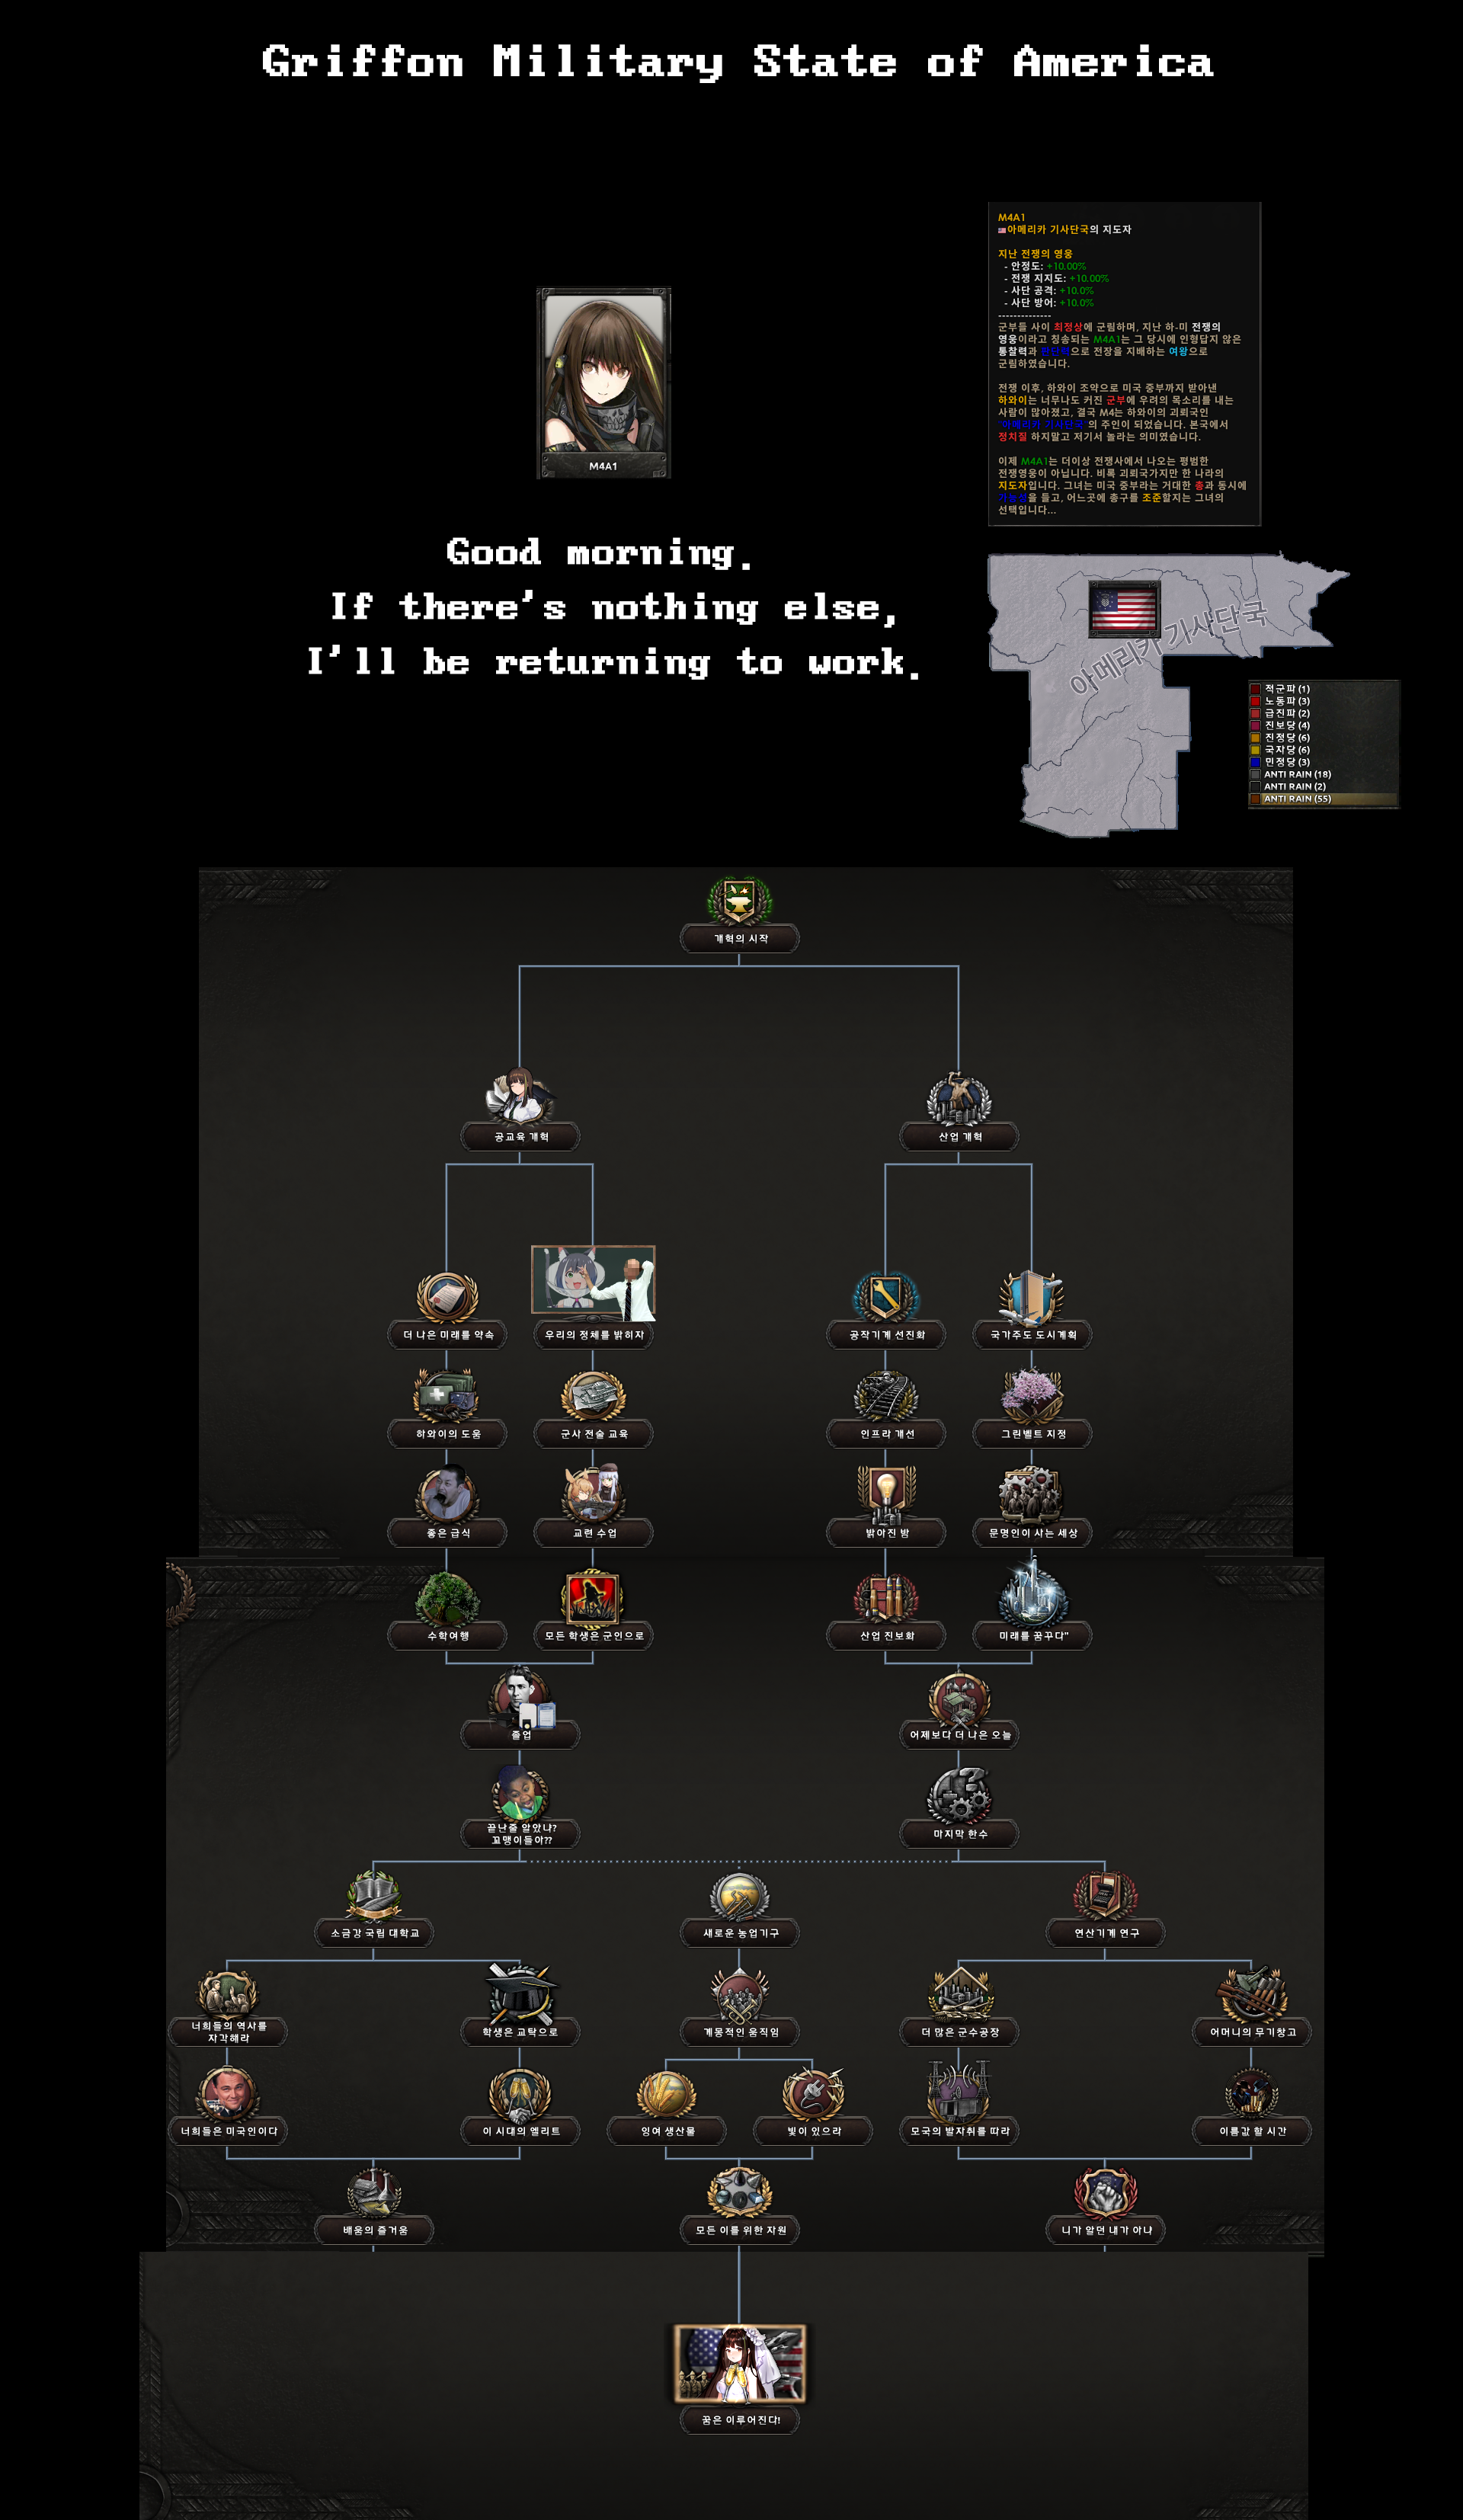 Griffon Military State of America
M4A1
아메리카 기사단국의 지도자
지난 전쟁의 영웅
- 안정도: +10.00%
- 전쟁 지지도: +10.00%
- 사단 공격: +10.0%
- 사단 방어: +10.0%
--------------
군부들 사이 최정상에 군림하며, 지난 하-미 전쟁의
영웅이라고 칭송되는 M4A1는 그 당시에 인형답지 않은
통찰력과 으로 전장을 지배하는 여왕으로
군림하였습니다.
전쟁 이후, 하와이 조약으로 미국 중부까지 받아낸
하와이는 너무나도 커진 군부에 우려의 목소리를 내는
사람이 많아졌고, 결국 M4는 하와이의 괴뢰국인
"아메리카 기사단국"의 주인이 되었습니다. 본국에서
정치질 하지말고 저기서 놀라는 의미였습니다.
이제 M4A1는 더이상 전쟁사에서 나오는 평범한
전쟁영웅이 아닙니다. 비록 괴뢰국가지만 한 나라의
지도자입니다. 그녀는 미국 중부라는 거대한 총과 동시에
가능성을 들고, 어느곳에 총구를 조준할지는 그녀의
선택입니다...
M4A1
Good morning.
If there's nothing else,
I'll be returning to work.
아메리카 기사단국
적군파 (1)
노동파 (3)
급진파 (2)
진보당 (4)
진정당 (6)
국자당 (6)
민정당 (3)
ANTI RAIN (18)
ANTI RAIN (2)
ANTI RAIN (55)
개혁의 시작
공교육 개혁
산업 개혁
더 나은 미래를 약속
우리의 정체를 밝히자
공작기계 선진화
국가주도 도시계획
하와이의 도움
군사 전술 교육
인프라 개선
그린벨트 지정
좋은 급식
교련 수업
밝아진 밤
문명인이 사는 세상
수학여행
모든 학생은 군인으로
산업 진보화
미래를 꿈꾸다"
졸업
어제보다 더 나은 오늘
끝난줄 알았냐?
꼬맹이들아??
마지막 한수
소금강 국립 대학교
새로운 농업기구
연산기계 연구
너희들의 역사를
자각해라
학생은 교탁으로
계몽적인 움직임
더 많은 군수공장
어머니의 무기창고
너희들은 미국인이다
이 시대의 엘리트
잉여 생산물
빛이 있으라
모국의 발자취를 따라
이름값 할 시간
배움의 즐거움
모든 이를 위한 자원
니가 알던 내가 아냐
꿈은 이루어진다!